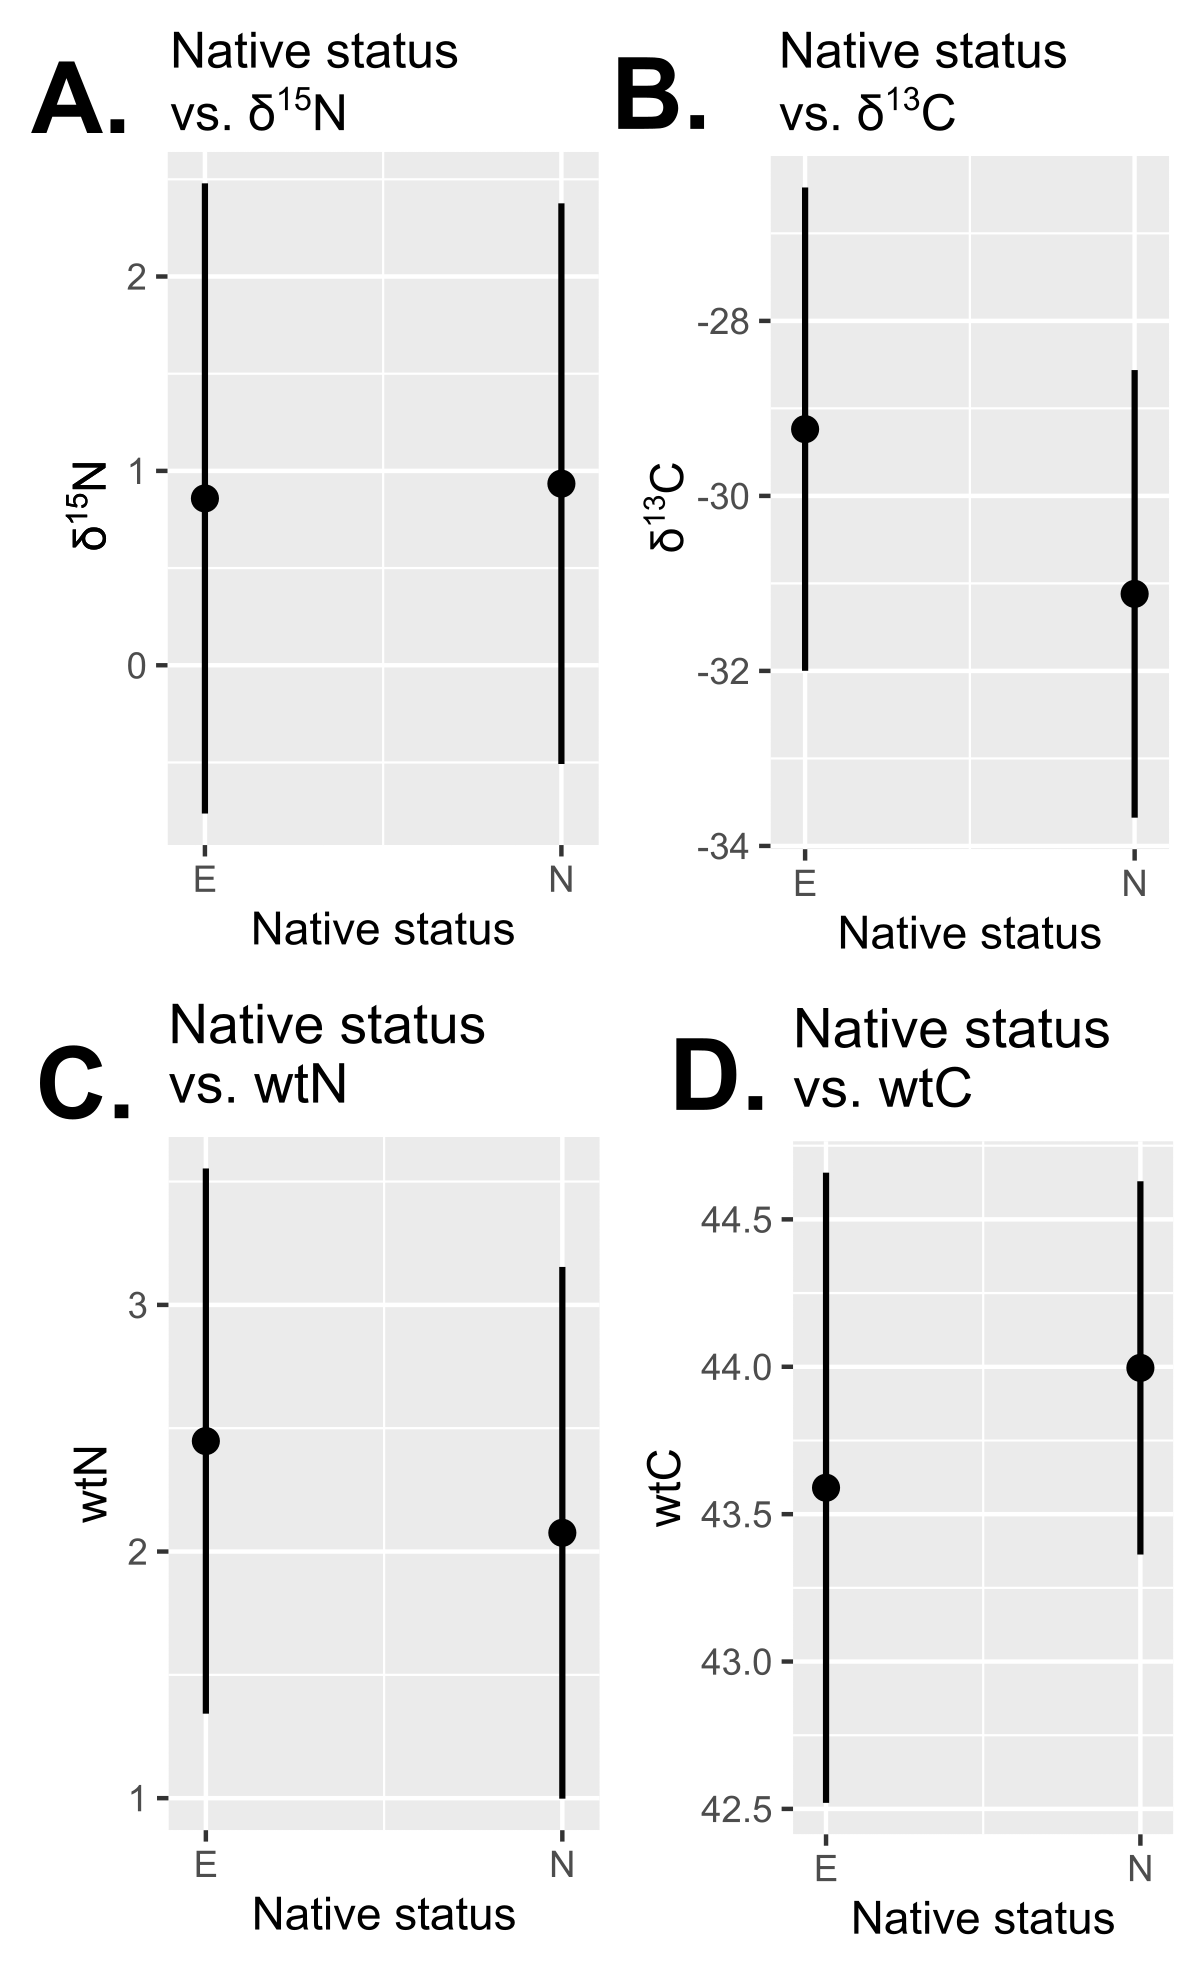 A.
Native status
vs. δ¹⁵N
δ¹⁵N
2
1
0
E
N
Native status
B.
Native status
vs. δ¹³C
δ¹³C
-28
-30
-32
-34
E
N
Native status
C.
Native status
vs. wtN
wtN
3
2
1
E
N
Native status
D.
Native status
vs. wtC
wtC
44.5
44.0
43.5
43.0
42.5
E
N
Native status